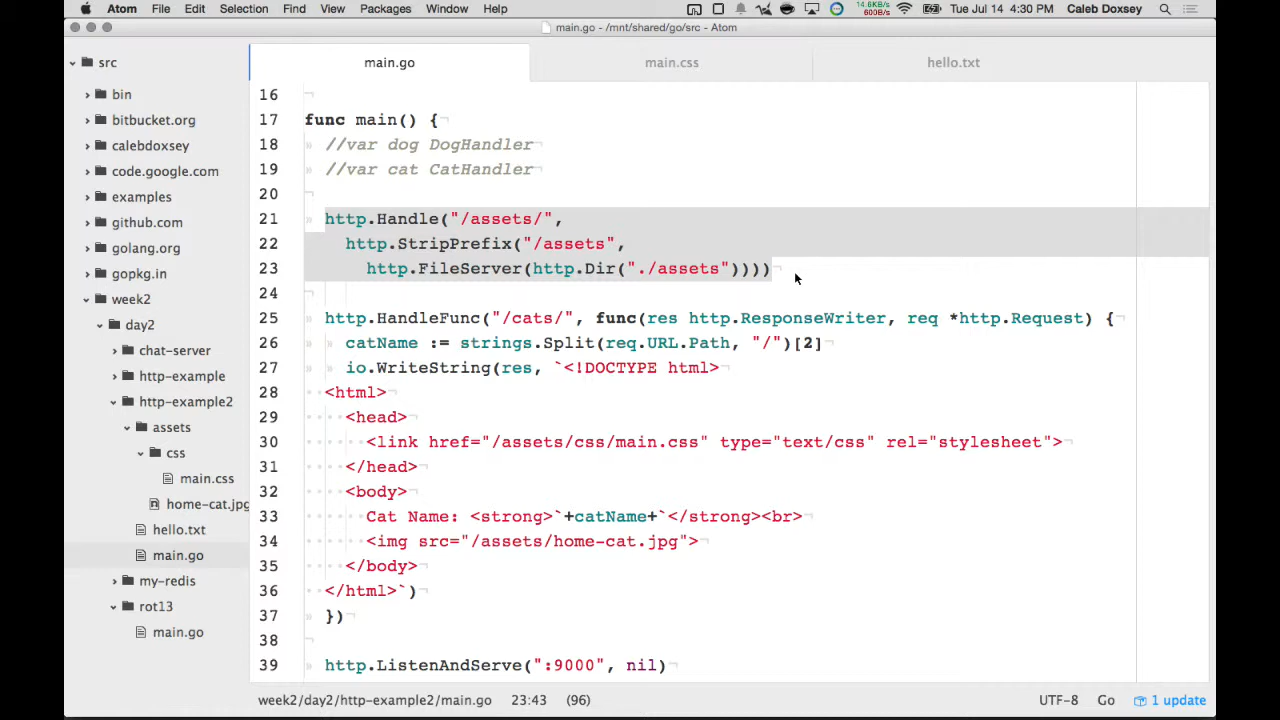 Atom File Edit Selection Find View Packages Window Help 14.6KB/s 600B/s Tue Jul 14 4:30 PM Caleb Doxsey
main.go - /mnt/shared/go/src - Atom
src
bin
bitbucket.org
calebdoxsey
code.google.com
examples
github.com
golang.org
gopkg.in
week2
day2
chat-server
http-example
http-example2
assets
css
main.css
home-cat.jpg
hello.txt
main.go
my-redis
rot13
main.go
main.go main.css hello.txt
16
17 func main() {
18 //var dog DogHandler
19 //var cat CatHandler
20
21 http.Handle("/assets/",
22 http.StripPrefix("/assets",
23 http.FileServer(http.Dir("./assets"))))
24
25 http.HandleFunc("/cats/", func(res http.ResponseWriter, req *http.Request) {
26 catName := strings.Split(req.URL.Path, "/")[2]
27 io.WriteString(res, `<!DOCTYPE html>
28 <html>
29 <head>
30 <link href="/assets/css/main.css" type="text/css" rel="stylesheet">
31 </head>
32 <body>
33 Cat Name: <strong>`+catName+`</strong><br>
34 <img src="/assets/home-cat.jpg">
35 </body>
36 </html>`)
37 })
38
39 http.ListenAndServe(":9000", nil)
week2/day2/http-example2/main.go 23:43 (96) UTF-8 Go 1 update